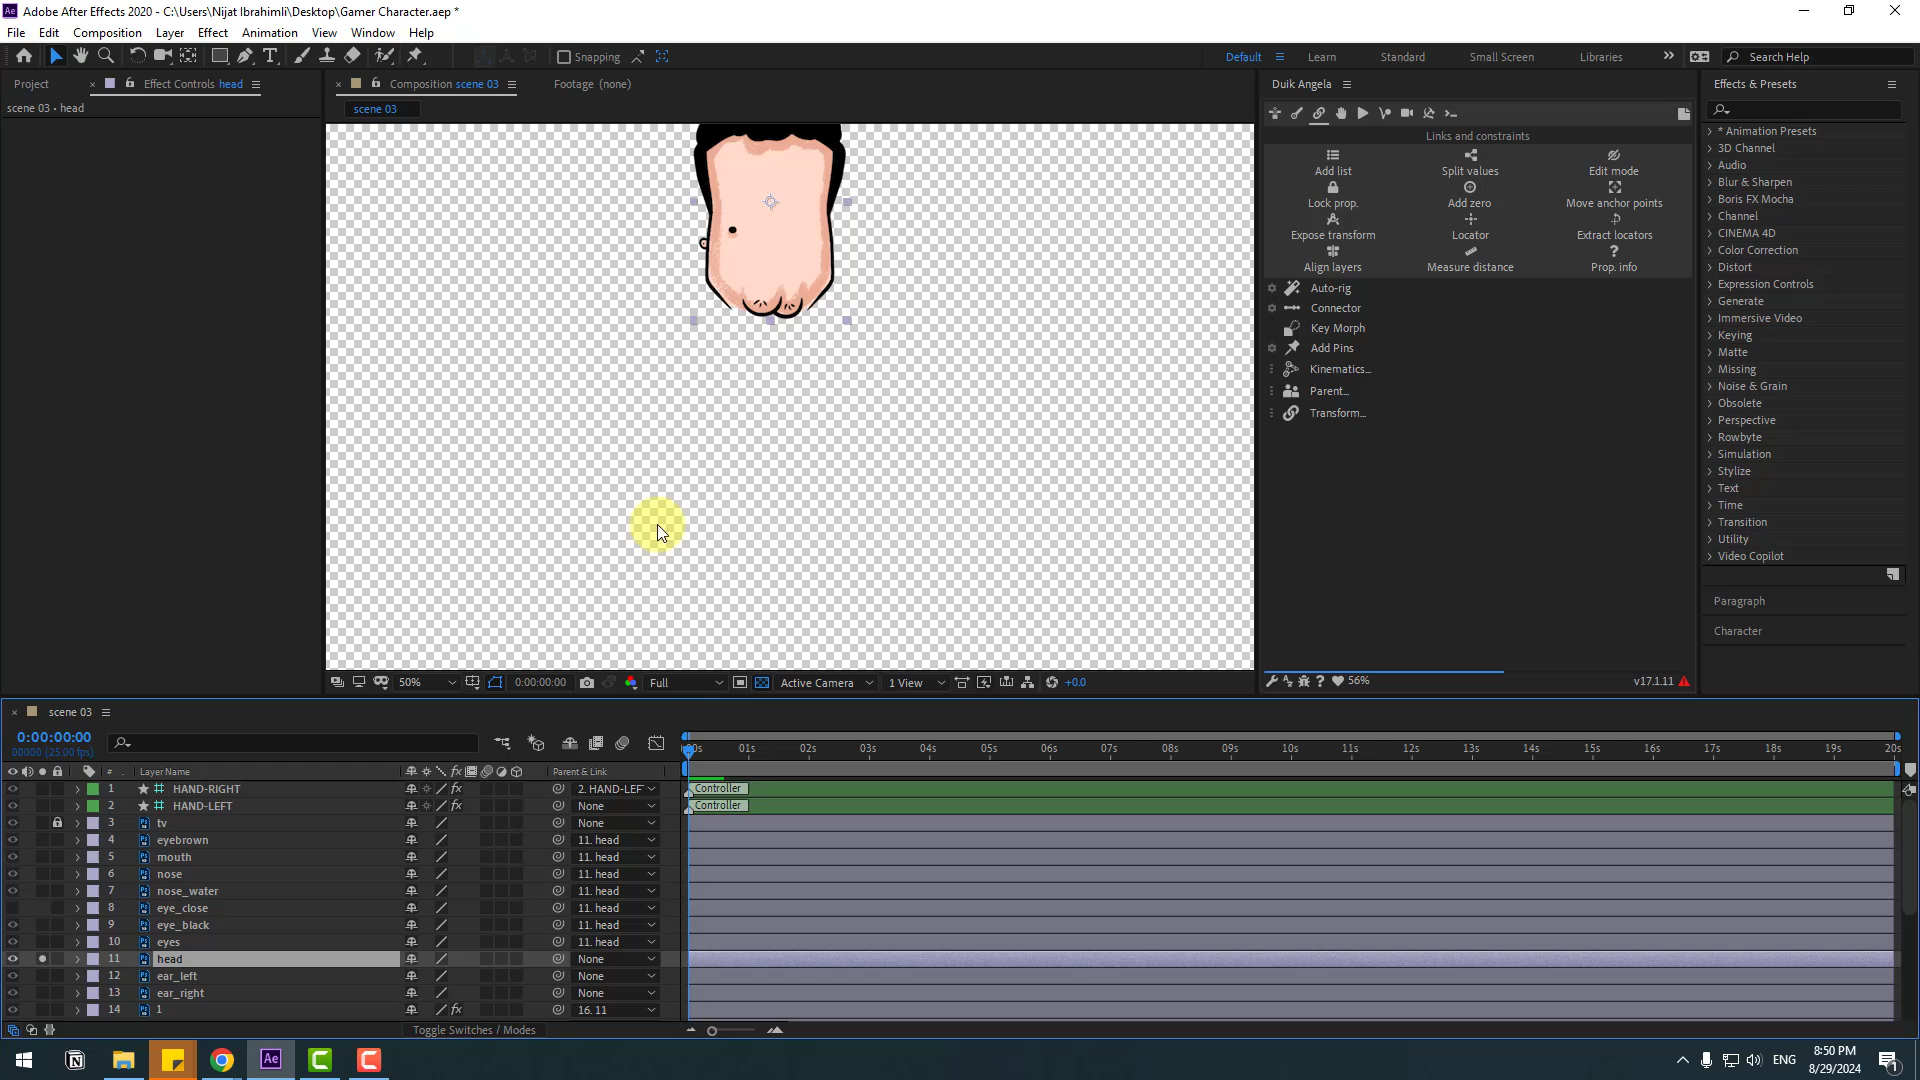 Adobe After Effects 2020 - C:\Users\Nijat Ibrahimli\Desktop\Gamer Character.aep *
File Edit Composition Layer Effect Animation View Window Help
Snapping
Default Learn Standard Small Screen Libraries Search Help
Project Effect Controls head Composition scene 03 Footage (none) Duik Angela Effects & Presets
scene 03 • head
scene 03
Links and constraints
Add list Split values Edit mode
Lock prop. Add zero Move anchor points
Expose transform Locator Extract locators
Align layers Measure distance Prop. info
Auto-rig
Connector
Key Morph
Add Pins
Kinematics...
Parent...
Transform...
* Animation Presets
3D Channel
Audio
Blur & Sharpen
Boris FX Mocha
Channel
CINEMA 4D
Color Correction
Distort
Expression Controls
Generate
Immersive Video
Keying
Matte
Missing
Noise & Grain
Obsolete
Perspective
Rowbyte
Simulation
Stylize
Text
Time
Transition
Utility
Video Copilot
Paragraph
Character
50% 0:00:00:00 Full Active Camera 1 View +0.0
56% v17.1.11
scene 03
0:00:00:00
00000 (25.00 fps)
01s 02s 03s 04s 05s 06s 07s 08s 09s 10s 11s 12s 13s 14s 15s 16s 17s 18s 19s 20s
# Layer Name fx Parent & Link
1 HAND-RIGHT fx 2. HAND-LEF Controller
2 HAND-LEFT fx None Controller
3 tv None
4 eyebrown 11. head
5 mouth 11. head
6 nose 11. head
7 nose_water 11. head
8 eye_close 11. head
9 eye_black 11. head
10 eyes 11. head
11 head None
12 ear_left None
13 ear_right None
14 1 fx 16. 11
Toggle Switches / Modes
ENG 8:50 PM
8/29/2024